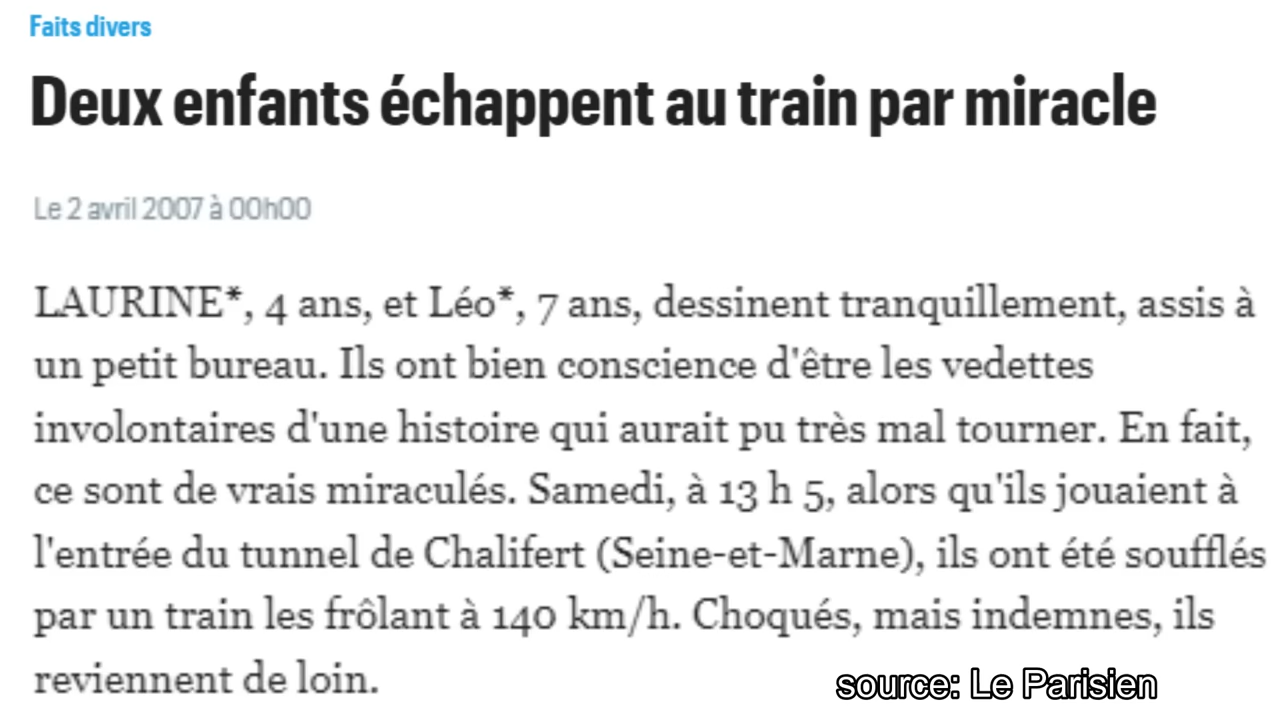 Faits divers
Deux enfants échappent au train par miracle
Le 2 avril 2007 à 00h00
LAURINE*, 4 ans, et Léo*, 7 ans, dessinent tranquillement, assis à
un petit bureau. Ils ont bien conscience d'être les vedettes
involontaires d'une histoire qui aurait pu très mal tourner. En fait,
ce sont de vrais miraculés. Samedi, à 13 h 5, alors qu'ils jouaient à
l'entrée du tunnel de Chalifert (Seine-et-Marne), ils ont été soufflés
par un train les frôlant à 140 km/h. Choqués, mais indemnes, ils
reviennent de loin.
source: Le Parisien